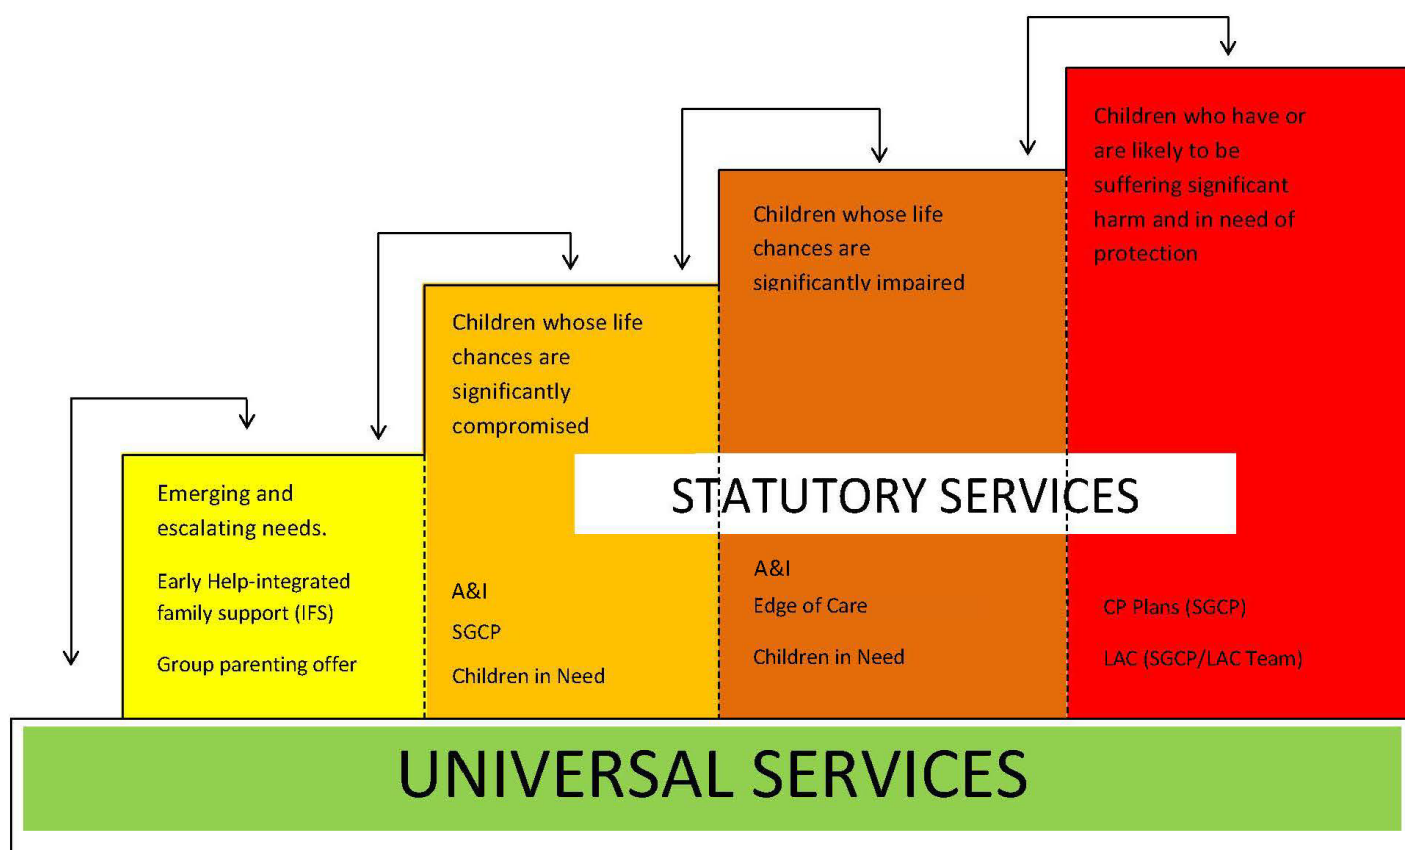 Emerging and
escalating needs.
Early Help-integrated
family support (IFS)
Group parenting offer
Children whose life
chances are
significantly
compromised
A&I
SGCP
Children in Need
Children whose life
chances are
significantly impaired
A&I
Edge of Care
Children in Need
Children who have or
are likely to be
suffering significant
harm and in need of
protection
CP Plans (SGCP)
LAC (SGCP/LAC Team)
STATUTORY SERVICES
UNIVERSAL SERVICES